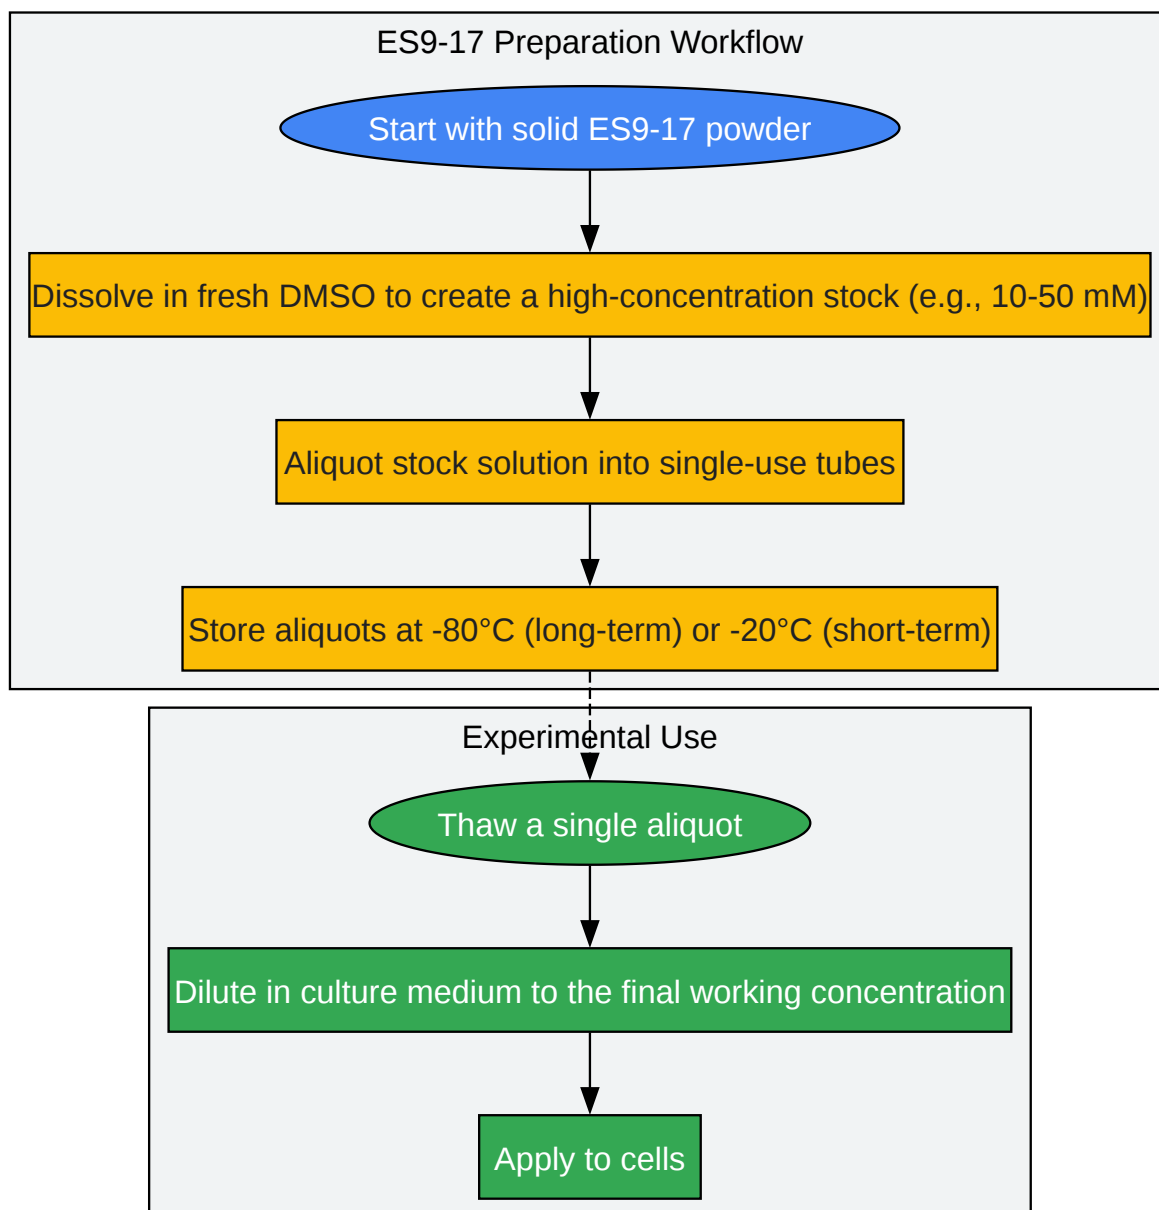 ES9-17 Preparation Workflow
Start with solid ES9-17 powder
Dissolve in fresh DMSO to create a high-concentration stock (e.g., 10-50 mM)
Aliquot stock solution into single-use tubes
Store aliquots at -80°C (long-term) or -20°C (short-term)
Experimental Use
Thaw a single aliquot
Dilute in culture medium to the final working concentration
Apply to cells